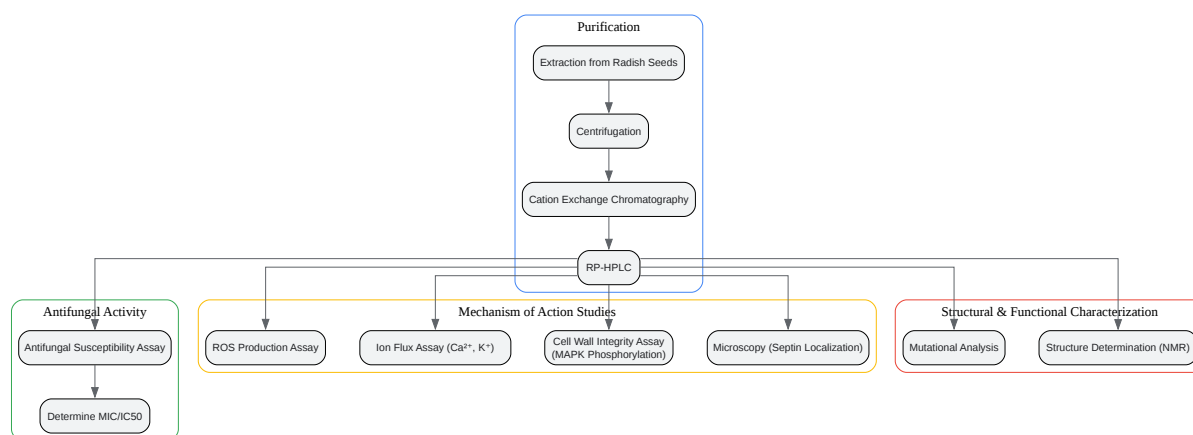 Purification
Extraction from Radish Seeds
Centrifugation
Cation Exchange Chromatography
RP-HPLC
Antifungal Activity
Antifungal Susceptibility Assay
Determine MIC/IC50
Mechanism of Action Studies
ROS Production Assay
Ion Flux Assay (Ca²⁺, K⁺)
Cell Wall Integrity Assay
(MAPK Phosphorylation)
Microscopy (Septin Localization)
Structural & Functional Characterization
Mutational Analysis
Structure Determination (NMR)